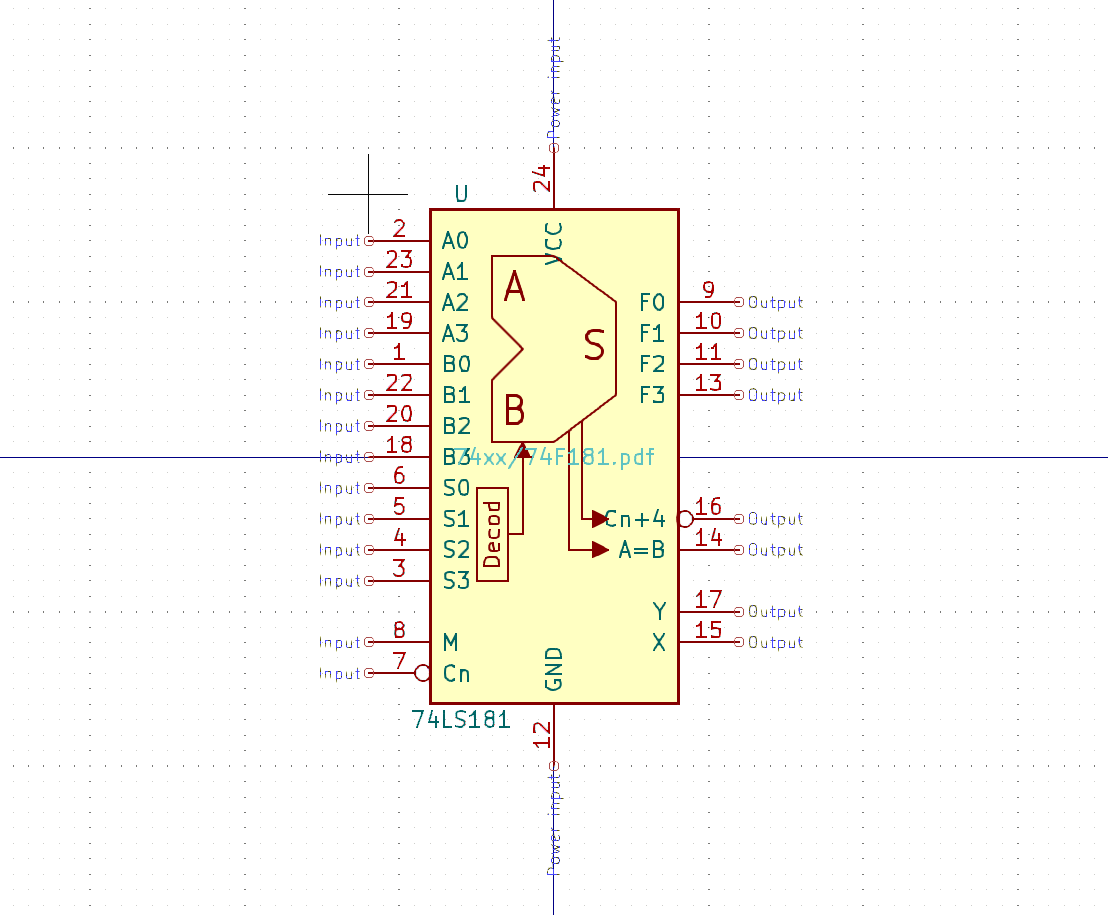 Power input
24
U
VCC
Input 2 A0
Input 23 A1
A
Input 21 A2
F0 9 Output
Input 19 A3
F1 10 Output
S
Input 1 B0
F2 11 Output
Input 22 B1
F3 13 Output
B
Input 20 B2
Input 18 B3
74xx/74F181.pdf
Input 6 S0
Input 5 S1
Cn+4 16 Output
Decod
Input 4 S2
A=B 14 Output
Input 3 S3
Y 17 Output
Input 8 M
X 15 Output
Input 7 Cn
GND
74LS181
12
Power input